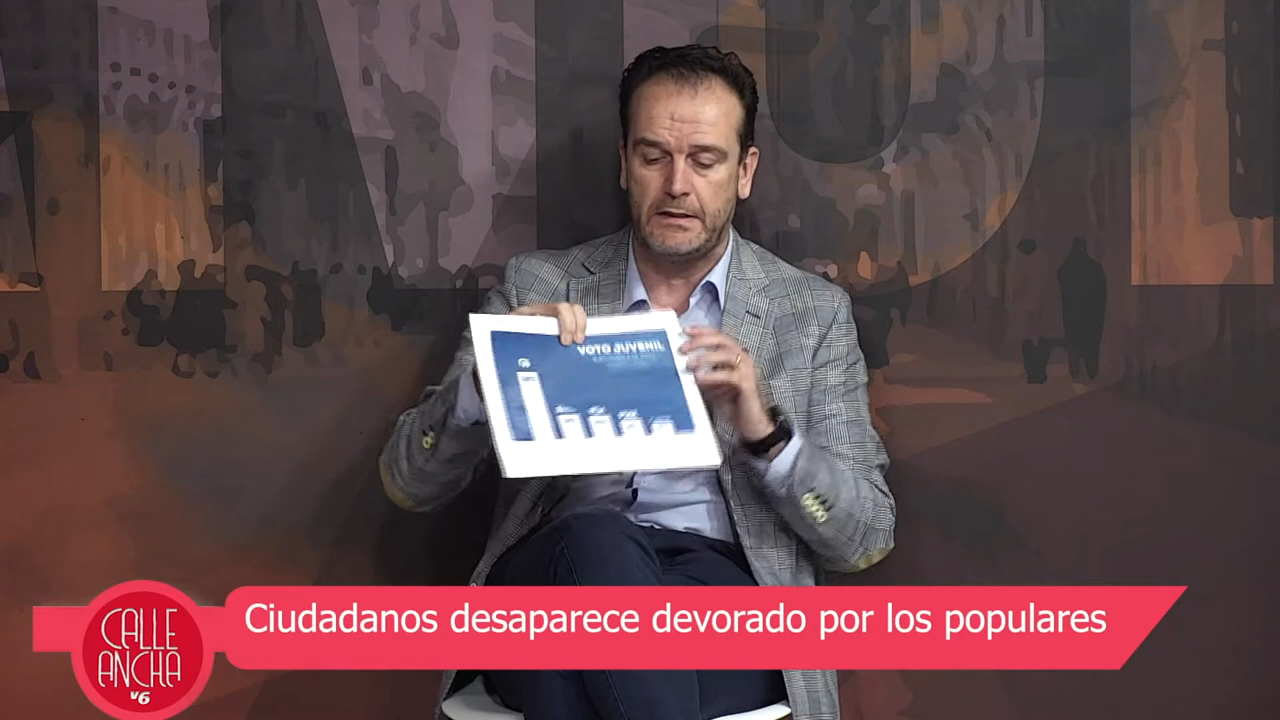 VOTO JUVENIL
Ciudadanos desaparece devorado por los populares
CALLE
ANCHA
v6